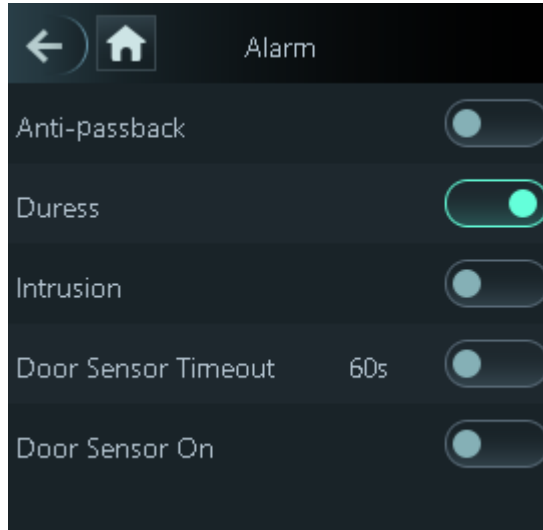 Alarm
Anti-passback
Duress
Intrusion
Door Sensor Timeout 60s
Door Sensor On